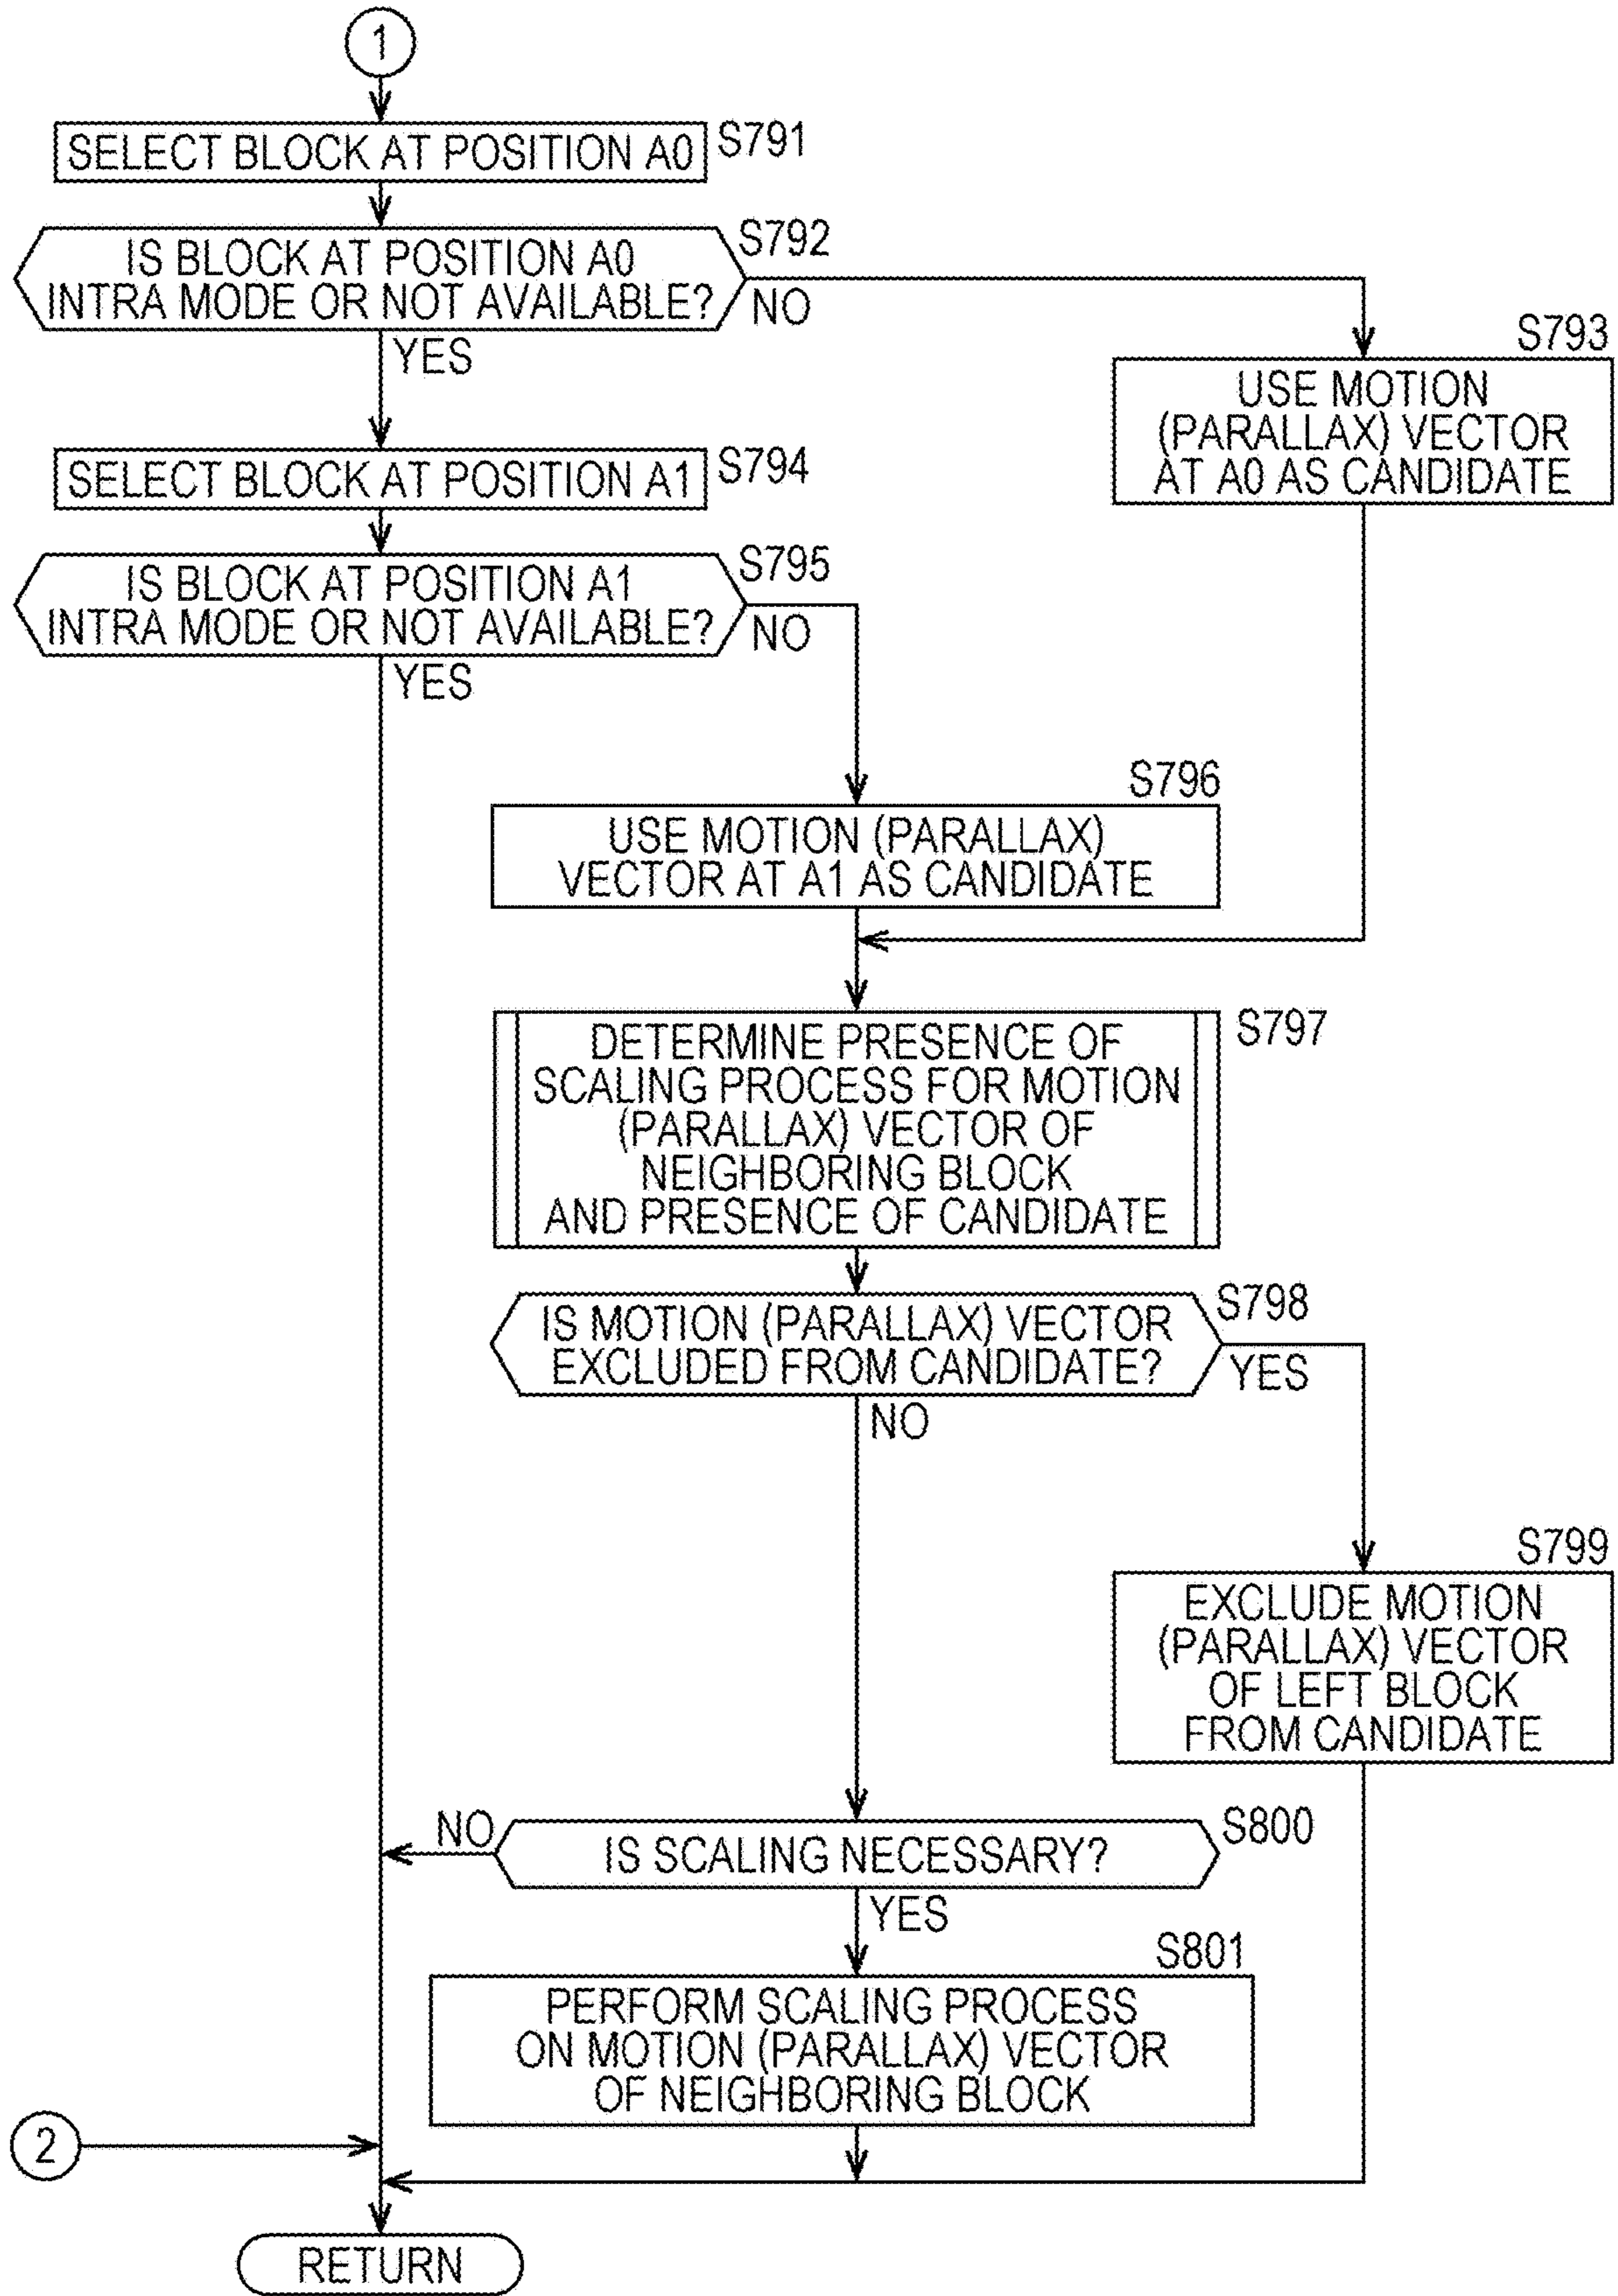 1
SELECT BLOCK AT POSITION A0
S791
IS BLOCK AT POSITION A0
INTRA MODE OR NOT AVAILABLE?
S792
NO
YES
S793
USE MOTION
(PARALLAX) VECTOR
AT A0 AS CANDIDATE
SELECT BLOCK AT POSITION A1
S794
IS BLOCK AT POSITION A1
INTRA MODE OR NOT AVAILABLE?
S795
NO
YES
S796
USE MOTION (PARALLAX)
VECTOR AT A1 AS CANDIDATE
DETERMINE PRESENCE OF
SCALING PROCESS FOR MOTION
(PARALLAX) VECTOR OF
NEIGHBORING BLOCK
AND PRESENCE OF CANDIDATE
S797
IS MOTION (PARALLAX) VECTOR
EXCLUDED FROM CANDIDATE?
S798
YES
NO
S799
EXCLUDE MOTION
(PARALLAX) VECTOR
OF LEFT BLOCK
FROM CANDIDATE
NO
IS SCALING NECESSARY?
S800
YES
S801
PERFORM SCALING PROCESS
ON MOTION (PARALLAX) VECTOR
OF NEIGHBORING BLOCK
2
RETURN